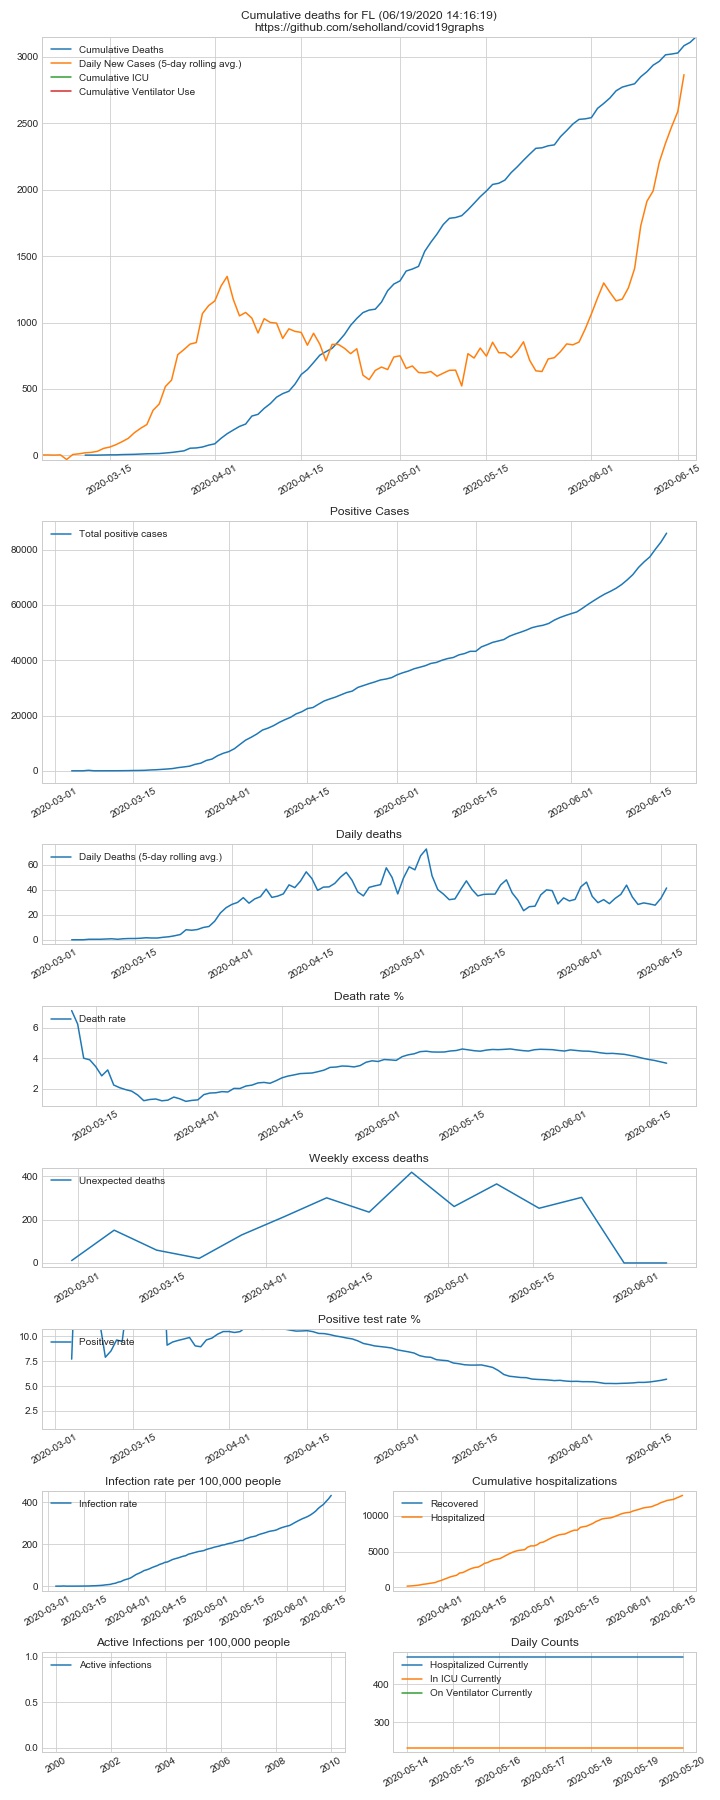 Cumulative deaths for FL (06/19/2020 14:16:19)
https://github.com/seholland/covid19graphs
Cumulative Deaths
Daily New Cases (5-day rolling avg.)
Cumulative ICU
Cumulative Ventilator Use
3000
2500
2000
1500
1000
500
0
2020-03-15 2020-04-01 2020-04-15 2020-05-01 2020-05-15 2020-06-01 2020-06-15
Positive Cases
Total positive cases
80000
60000
40000
20000
0
2020-03-01 2020-03-15 2020-04-01 2020-04-15 2020-05-01 2020-05-15 2020-06-01 2020-06-15
Daily deaths
Daily Deaths (5-day rolling avg.)
60
40
20
0
2020-03-01 2020-03-15 2020-04-01 2020-04-15 2020-05-01 2020-05-15 2020-06-01 2020-06-15
Death rate %
Death rate
6
4
2
2020-03-15 2020-04-01 2020-04-15 2020-05-01 2020-05-15 2020-06-01 2020-06-15
Weekly excess deaths
Unexpected deaths
400
200
0
2020-03-01 2020-03-15 2020-04-01 2020-04-15 2020-05-01 2020-05-15 2020-06-01
Positive test rate %
Positive rate
10.0
7.5
5.0
2.5
2020-03-01 2020-03-15 2020-04-01 2020-04-15 2020-05-01 2020-05-15 2020-06-01 2020-06-15
Infection rate per 100,000 people
Infection rate
400
200
0
2020-03-01 2020-03-15 2020-04-01 2020-04-15 2020-05-01 2020-05-15 2020-06-01 2020-06-15
Cumulative hospitalizations
Recovered
Hospitalized
10000
5000
0
2020-04-01 2020-04-15 2020-05-01 2020-05-15 2020-06-01 2020-06-15
Active Infections per 100,000 people
Active infections
1.0
0.5
0.0
2000 2002 2004 2006 2008 2010
Daily Counts
Hospitalized Currently
In ICU Currently
On Ventilator Currently
400
300
2020-05-14 2020-05-15 2020-05-16 2020-05-17 2020-05-18 2020-05-19 2020-05-20